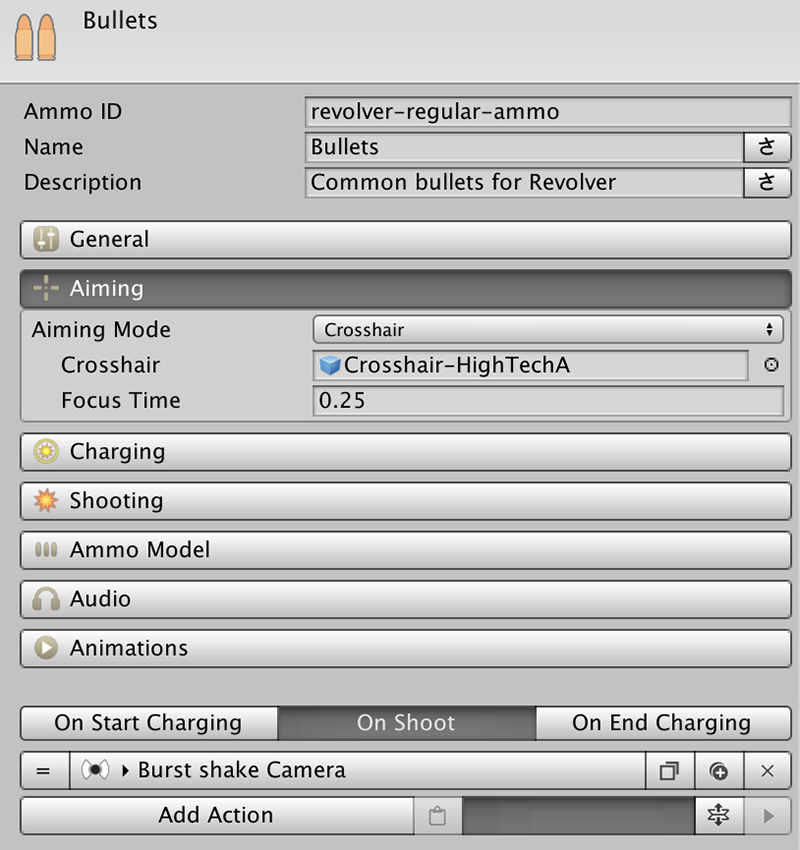 Bullets
Ammo ID revolver-regular-ammo
Name Bullets さ
Description Common bullets for Revolver さ
General
Aiming
Aiming Mode Crosshair
Crosshair Crosshair-HighTechA
Focus Time 0.25
Charging
Shooting
Ammo Model
Audio
Animations
On Start Charging On Shoot On End Charging
= Burst shake Camera
Add Action